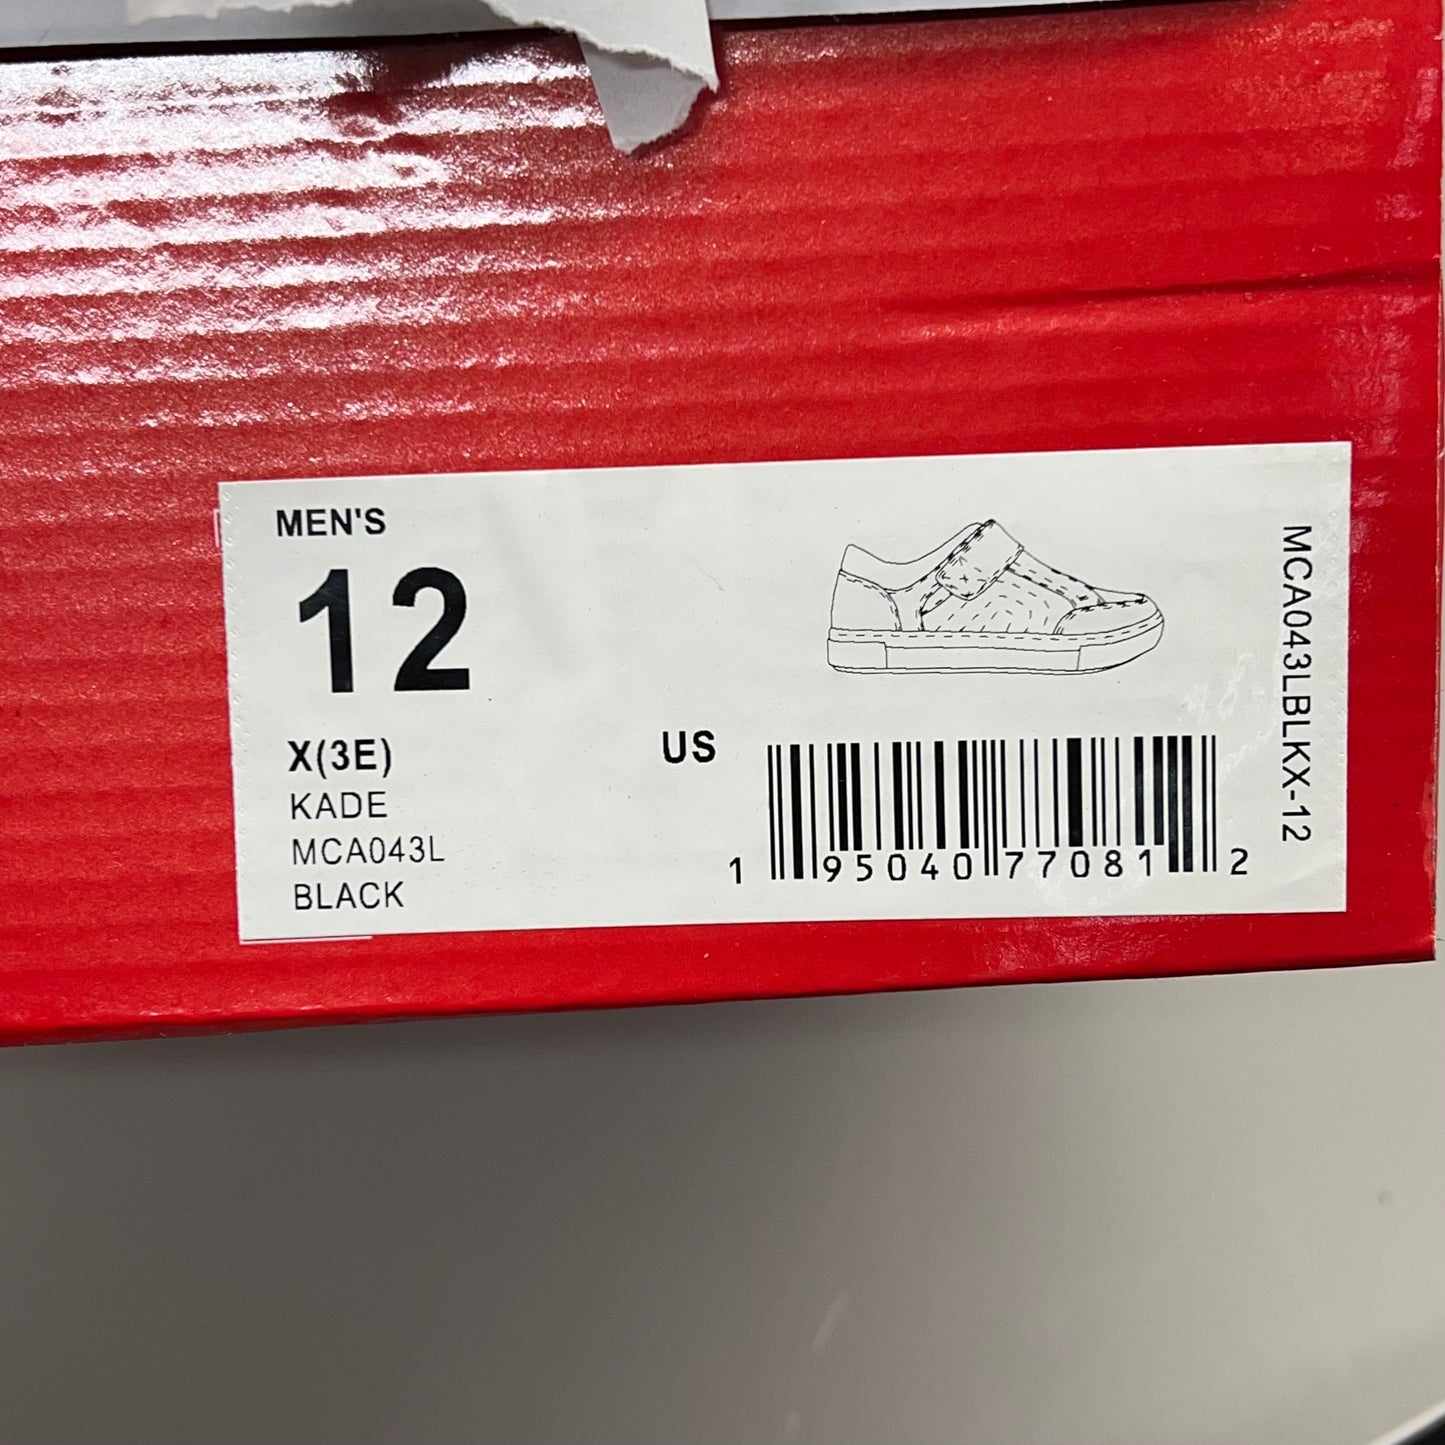 MEN'S
12
X(3E)
US
KADE
MCA043L
BLACK
1 95040 77081 2
MCA043LBLKX-12